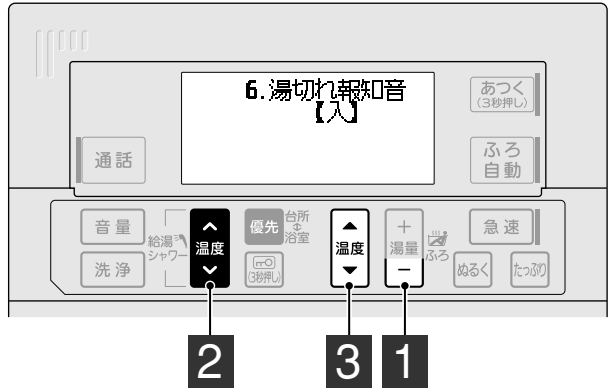 6.湯切れ報知音
【入】
あつく
(3秒押し)
通話
ふろ
自動
音量
給湯
シャワー
温度
優先
台所
浴室
温度
+
湯量
−
ふろ
急速
洗浄
(3秒押し)
ぬるく
たっぷり
2
3
1